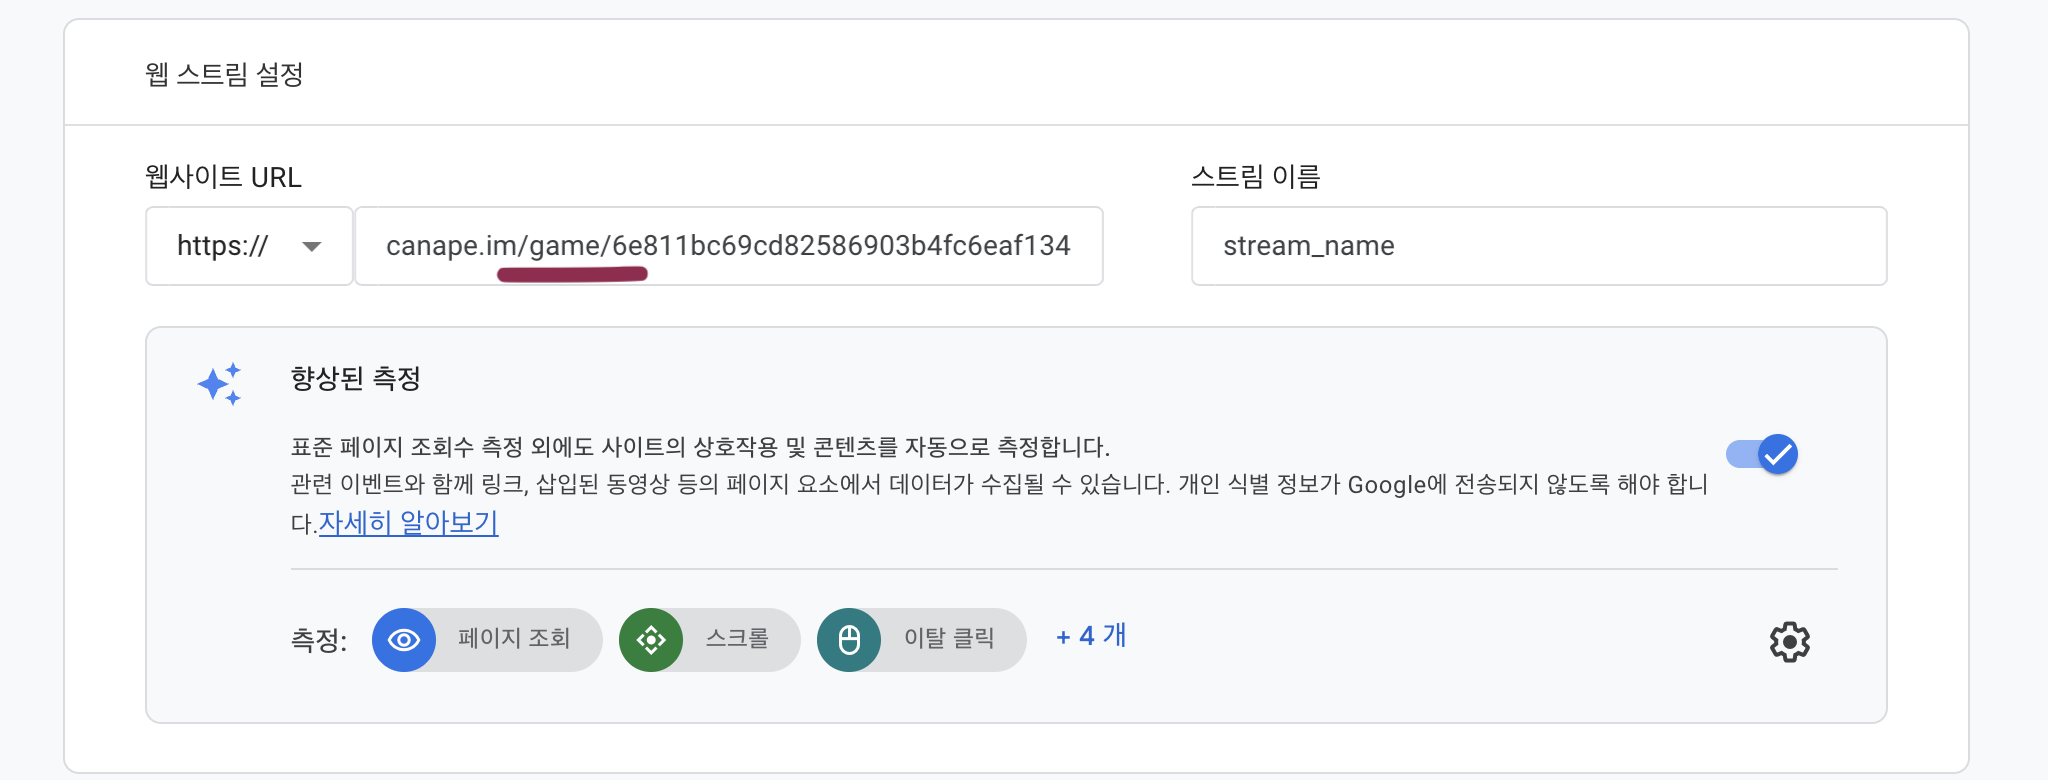 웹 스트림 설정
웹사이트 URL
스트림 이름
https://
canape.im/game/6e811bc69cd82586903b4fc6eaf134
stream_name
향상된 측정
표준 페이지 조회수 측정 외에도 사이트의 상호작용 및 콘텐츠를 자동으로 측정합니다.
관련 이벤트와 함께 링크, 삽입된 동영상 등의 페이지 요소에서 데이터가 수집될 수 있습니다. 개인 식별 정보가 Google에 전송되지 않도록 해야 합니
다.자세히 알아보기
측정:
페이지 조회
스크롤
이탈 클릭
+ 4 개